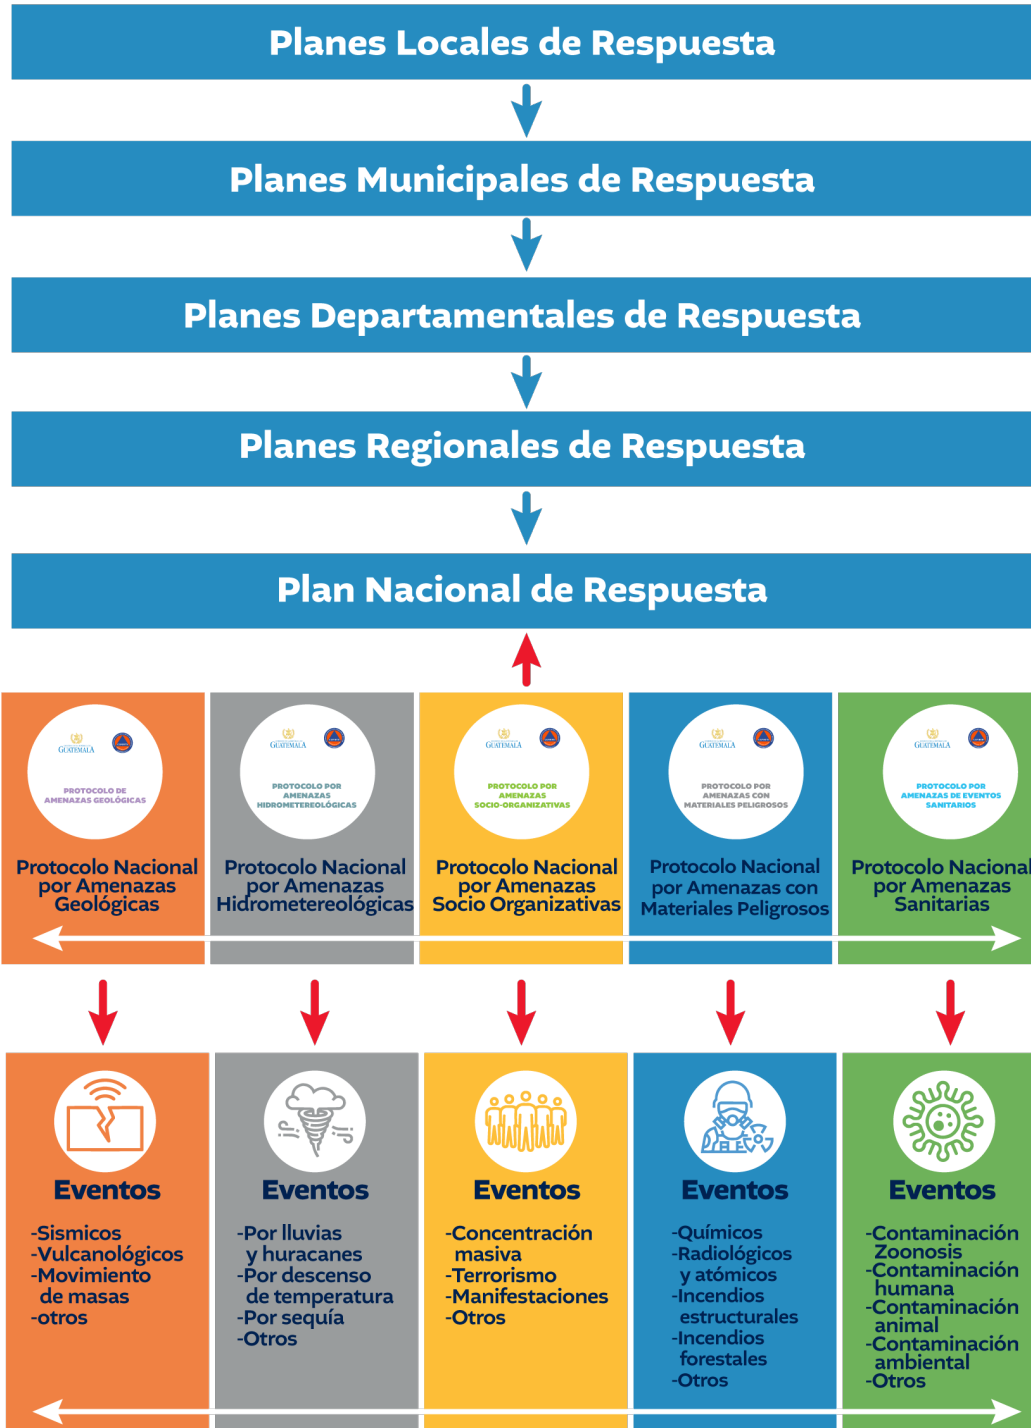 Planes Locales de Respuesta
Planes Municipales de Respuesta
Planes Departamentales de Respuesta
Planes Regionales de Respuesta
Plan Nacional de Respuesta
GUATEMALA
PROTOCOLO DE
AMENAZAS GEOLÓGICAS
Protocolo Nacional
por Amenazas
Geológicas
GUATEMALA
PROTOCOLO POR
AMENAZAS
HIDROMETEREOLÓGICAS
Protocolo Nacional
por Amenazas
Hidrometereológicas
GUATEMALA
PROTOCOLO POR
AMENAZAS
SOCIO-ORGANIZATIVAS
Protocolo Nacional
por Amenazas
Socio Organizativas
GUATEMALA
PROTOCOLO POR
AMENAZAS CON
MATERIALES PELIGROSOS
Protocolo Nacional
por Amenazas con
Materiales Peligrosos
GUATEMALA
PROTOCOLO POR
AMENAZAS DE EVENTOS
SANITARIOS
Protocolo Nacional
por Amenazas
Sanitarias
Eventos
-Sismicos
-Vulcanológicos
-Movimiento
de masas
-otros
Eventos
-Por lluvias
y huracanes
-Por descenso
de temperatura
-Por sequía
-Otros
Eventos
-Concentración
masiva
-Terrorismo
-Manifestaciones
-Otros
Eventos
-Químicos
-Radiológicos
y atómicos
-Incendios
estructurales
-Incendios
forestales
-Otros
Eventos
-Contaminación
Zoonosis
-Contaminación
humana
-Contaminación
animal
-Contaminación
ambiental
-Otros